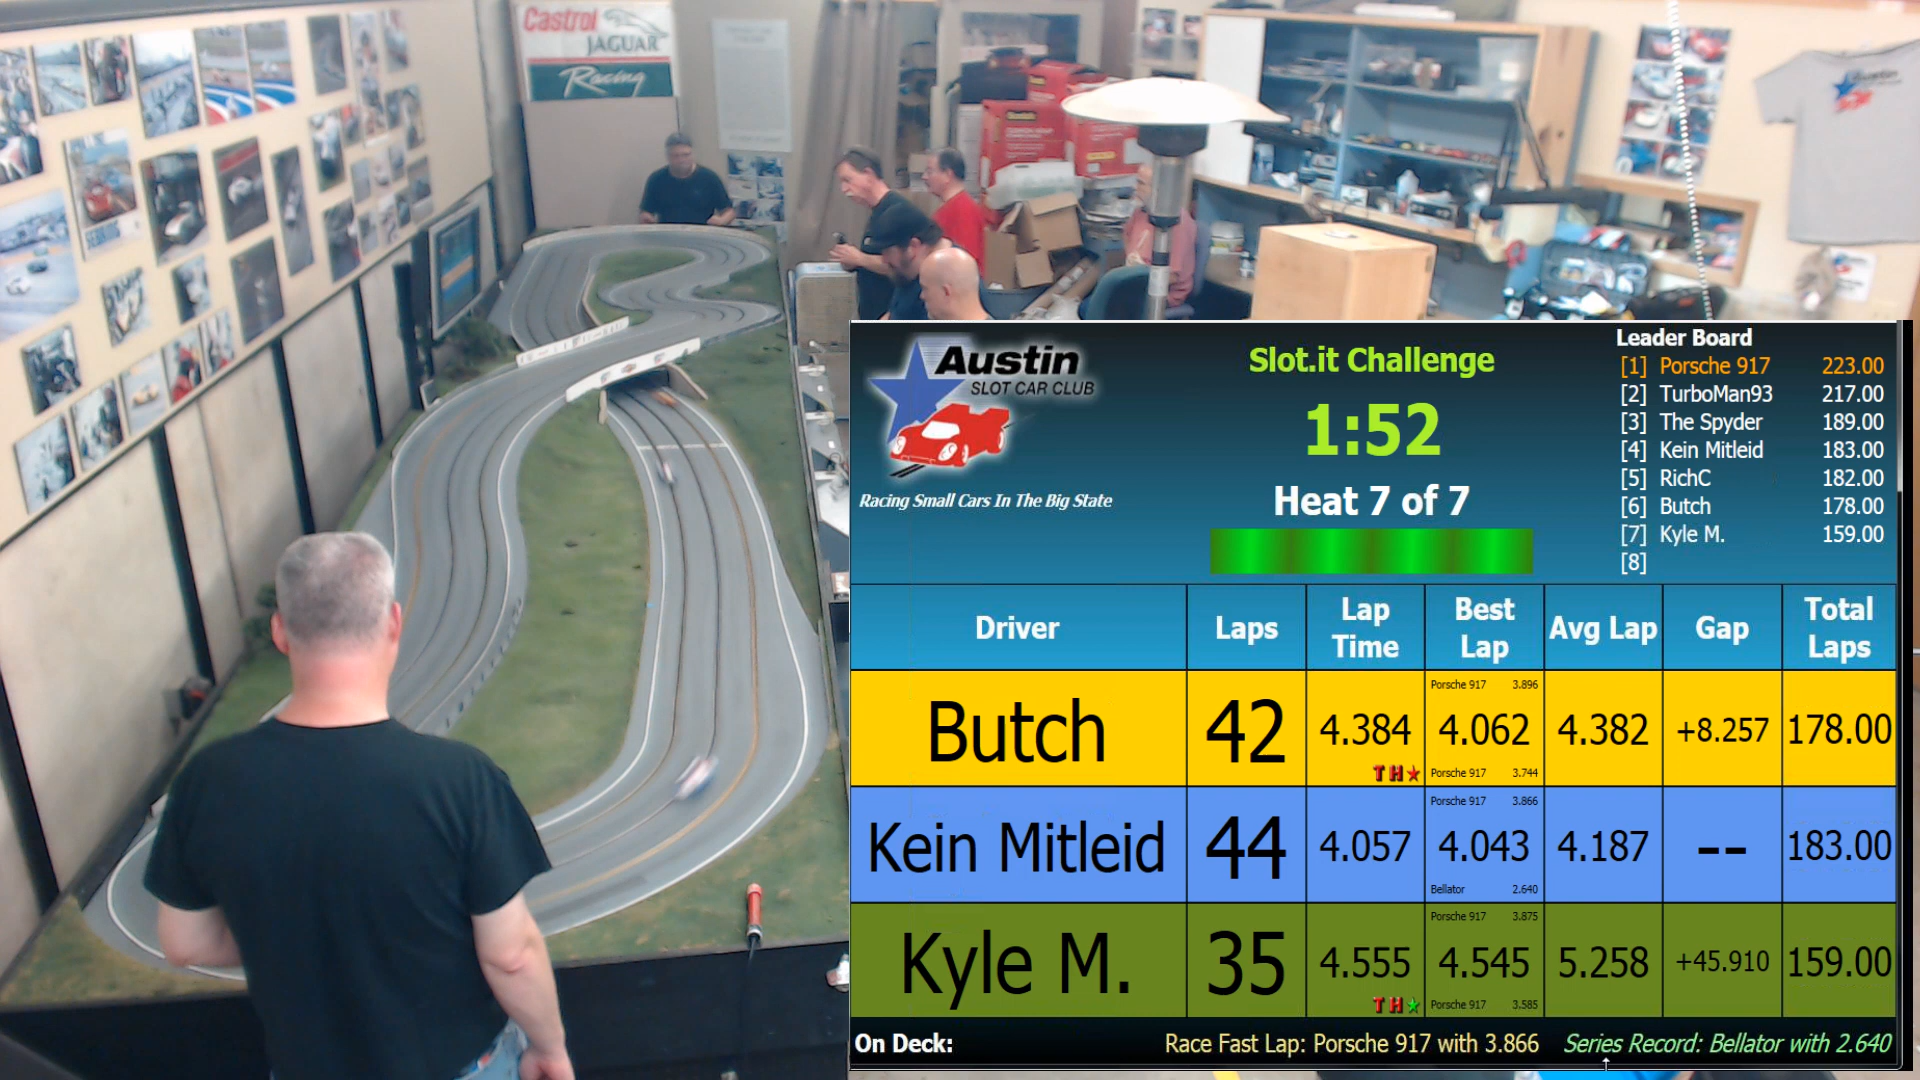 Castrol
JAGUAR
Racing
Austin
Austin
SLOT CAR CLUB
Racing Small Cars In The Big State
Slot.it Challenge
1:52
Heat 7 of 7
Leader Board
[1] Porsche 917 223.00
[2] TurboMan93 217.00
[3] The Spyder 189.00
[4] Kein Mitleid 183.00
[5] RichC 182.00
[6] Butch 178.00
[7] Kyle M. 159.00
[8]
Driver Laps Lap Time Best Lap Avg Lap Gap Total Laps
Porsche 917 3.896
Butch 42 4.384 4.062 4.382 +8.257 178.00
T H ★ Porsche 917 3.744
Porsche 917 3.866
Kein Mitleid 44 4.057 4.043 4.187 -- 183.00
Bellator 2.640
Porsche 917 3.875
Kyle M. 35 4.555 4.545 5.258 +45.910 159.00
T H ★ Porsche 917 3.585
On Deck: Race Fast Lap: Porsche 917 with 3.866 Series Record: Bellator with 2.640